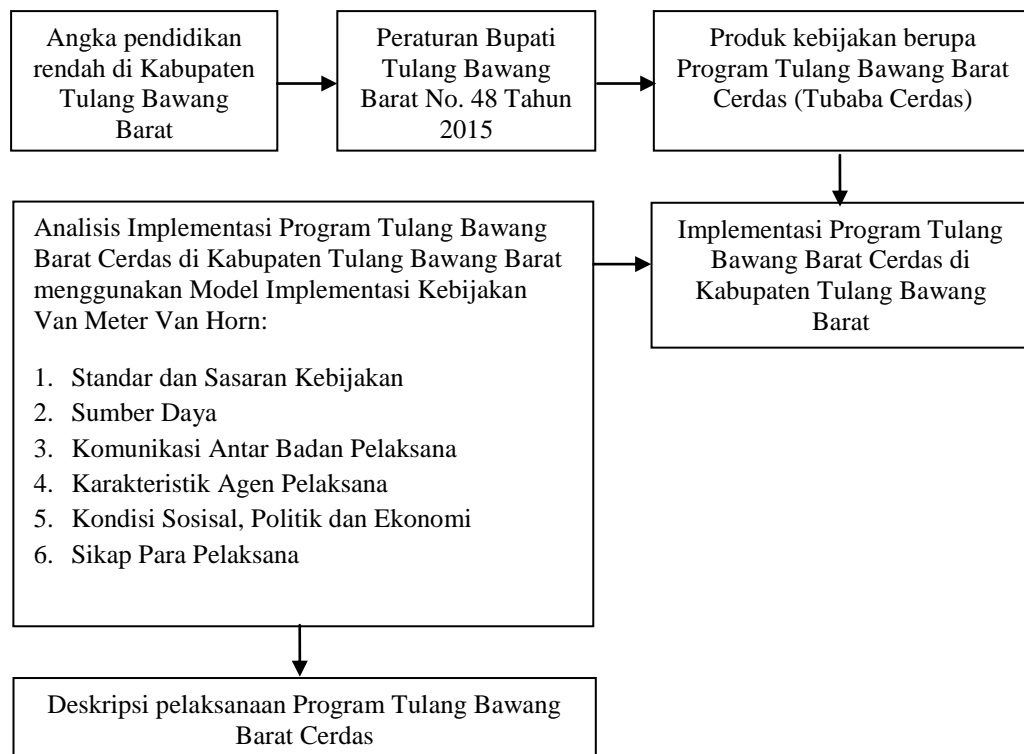 Angka pendidikan
rendah di Kabupaten
Tulang Bawang
Barat
Peraturan Bupati
Tulang Bawang
Barat No. 48 Tahun
2015
Produk kebijakan berupa
Program Tulang Bawang Barat
Cerdas (Tubaba Cerdas)
Implementasi Program Tulang
Bawang Barat Cerdas di
Kabupaten Tulang Bawang
Barat
Analisis Implementasi Program Tulang Bawang
Barat Cerdas di Kabupaten Tulang Bawang Barat
menggunakan Model Implementasi Kebijakan
Van Meter Van Horn:
1. Standar dan Sasaran Kebijakan
2. Sumber Daya
3. Komunikasi Antar Badan Pelaksana
4. Karakteristik Agen Pelaksana
5. Kondisi Sosisal, Politik dan Ekonomi
6. Sikap Para Pelaksana
Deskripsi pelaksanaan Program Tulang Bawang
Barat Cerdas